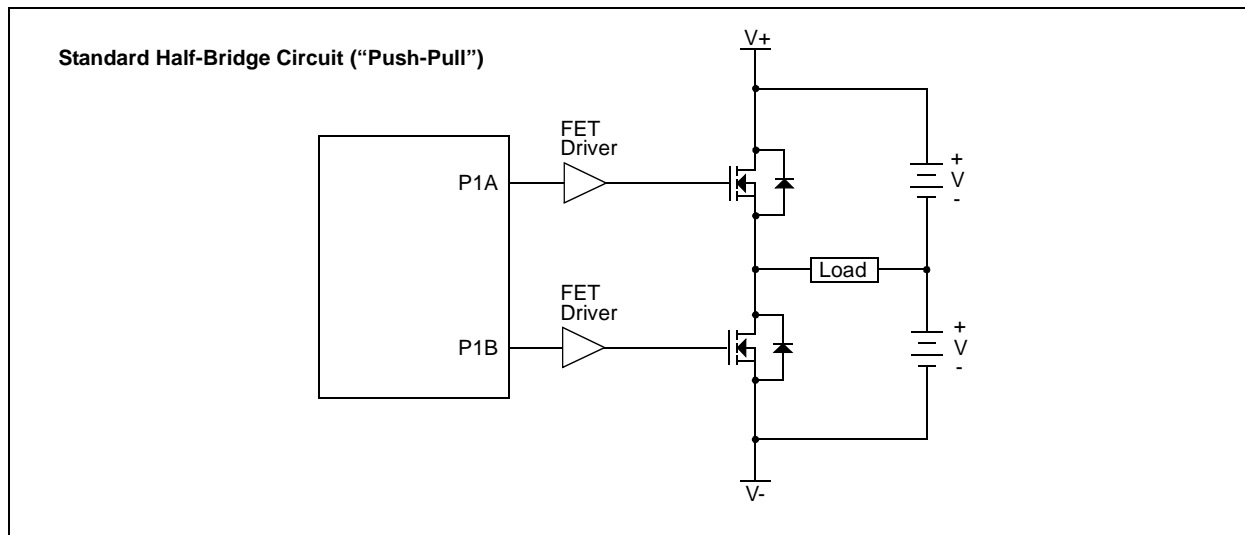 V+
Standard Half-Bridge Circuit (“Push-Pull”)
FET
Driver
P1A
+
V
-
Load
FET
Driver
P1B
+
V
-
V-